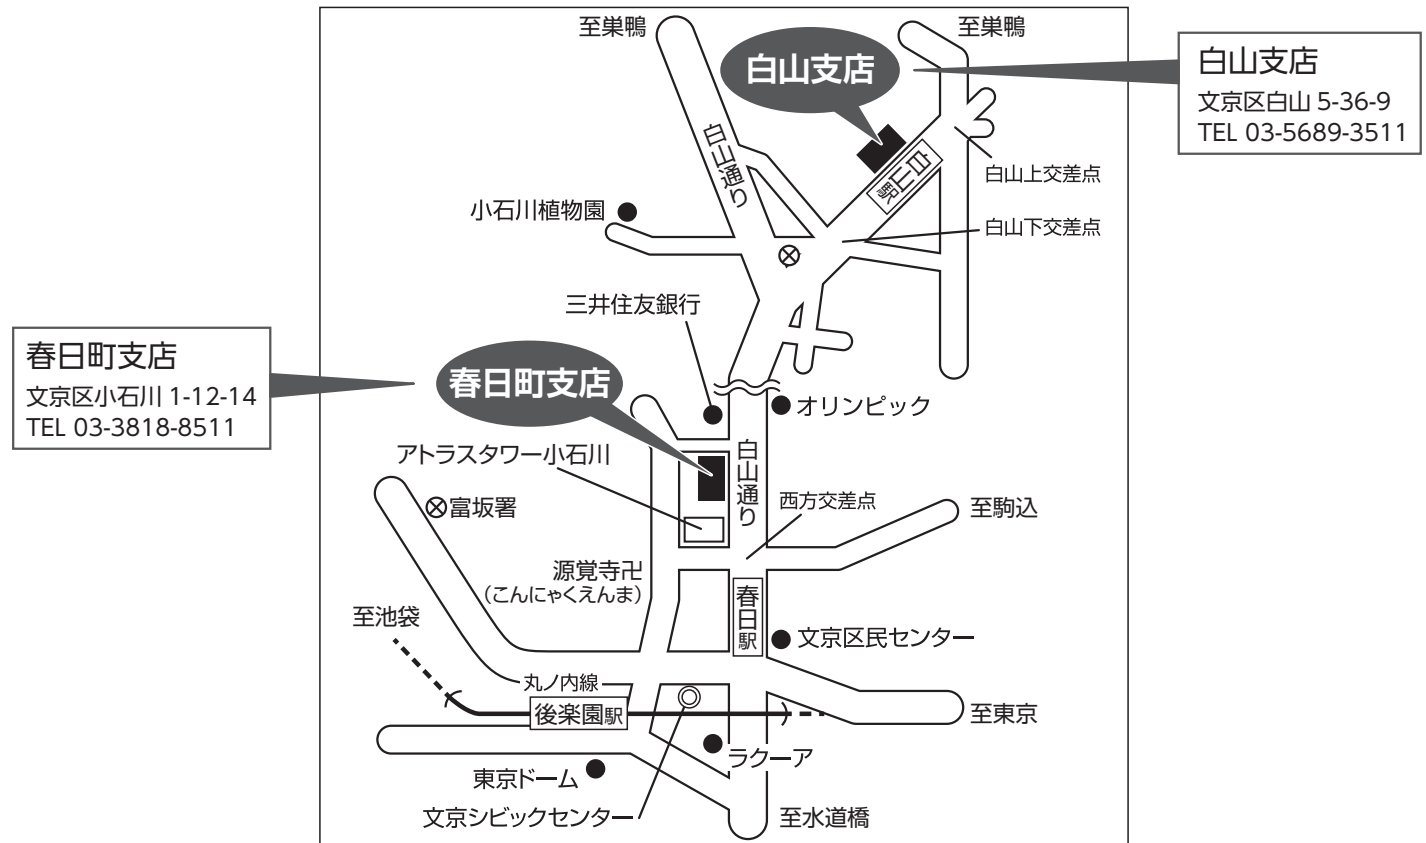 至巣鴨
至巣鴨
白山支店
白山支店
文京区白山 5-36-9
TEL 03-5689-3511
白山通り
白山駅
白山上交差点
小石川植物園
白山下交差点
三井住友銀行
春日町支店
文京区小石川 1-12-14
TEL 03-3818-8511
春日町支店
オリンピック
アトラスタワー小石川
白山通り
西方交差点
富坂署
至駒込
源覚寺卍
(こんにゃくえんま)
春日駅
至池袋
文京区民センター
丸ノ内線
後楽園駅
至東京
ラクーア
東京ドーム
文京シビックセンター
至水道橋